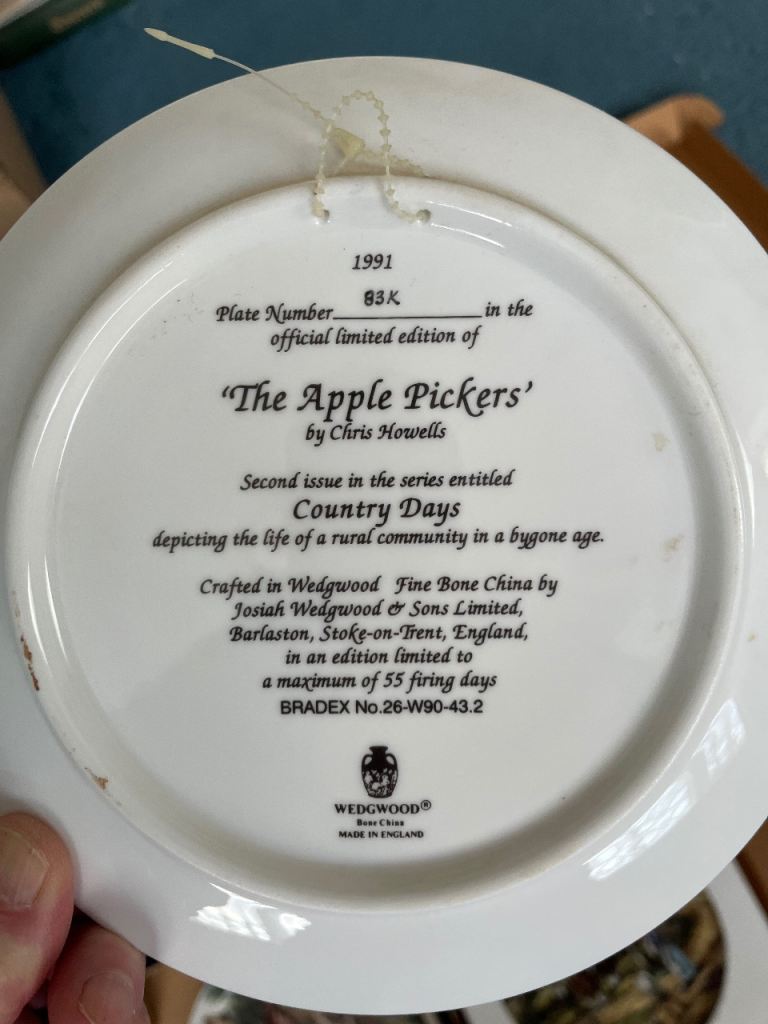 1991
Plate Number 83K in the
official limited edition of
'The Apple Pickers'
by Chris Howells
Second issue in the series entitled
Country Days
depicting the life of a rural community in a bygone age.
Crafted in Wedgwood Fine Bone China by
Josiah Wedgwood & Sons Limited,
Barlaston, Stoke-on-Trent, England,
in an edition limited to
a maximum of 55 firing days
BRADEX No.26-W90-43.2
WEDGWOOD®
Bone China
MADE IN ENGLAND